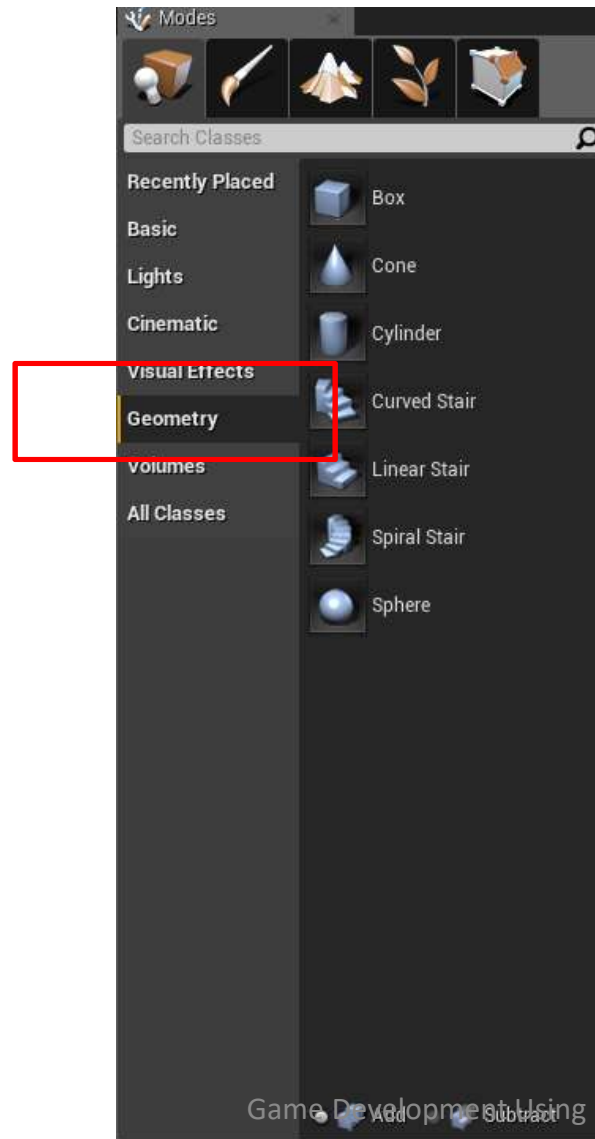 Modes
Search Classes
Recently Placed
Basic
Lights
Cinematic
Visual Effects
Geometry
Volumes
All Classes
Box
Cone
Cylinder
Curved Stair
Linear Stair
Spiral Stair
Sphere
Add Subtract
Game Development Using